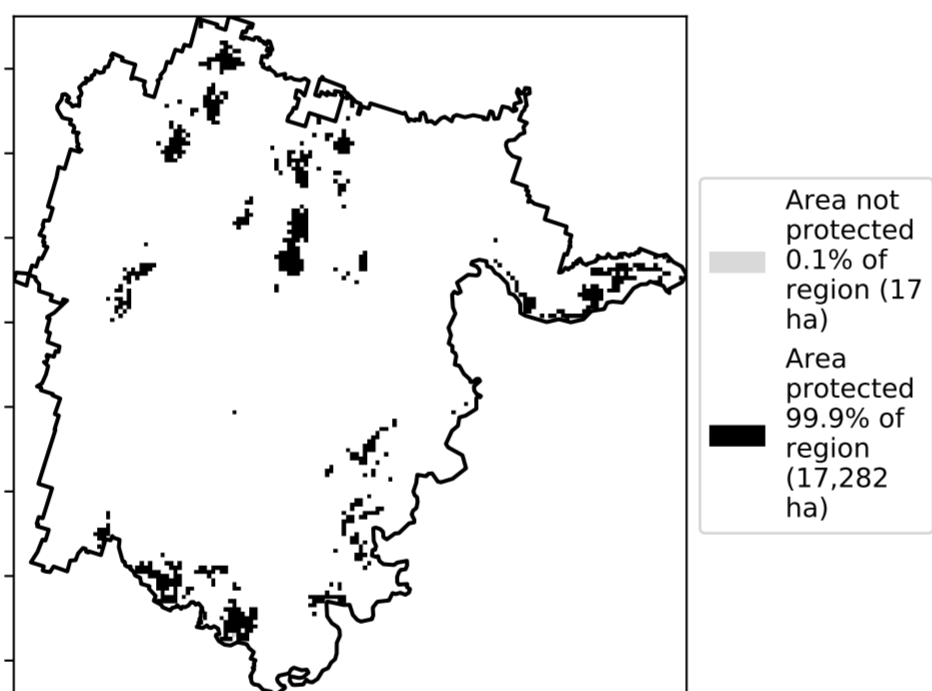 Area not
protected
0.1% of
region (17
ha)
Area
protected
99.9% of
region
(17,282
ha)